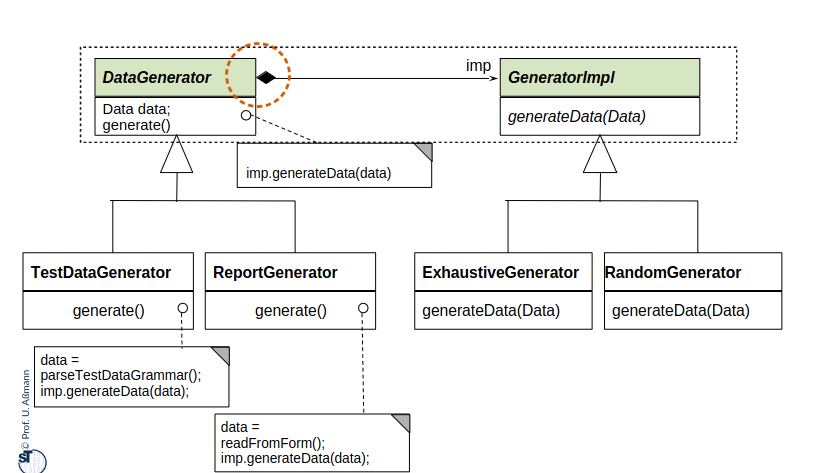 imp
DataGenerator
GeneratorImpl
Data data;
generate()
generateData(Data)
imp.generateData(data)
TestDataGenerator
ReportGenerator
ExhaustiveGenerator
RandomGenerator
generate()
generate()
generateData(Data)
generateData(Data)
data =
parseTestDataGrammar();
imp.generateData(data);
data =
readFromForm();
imp.generateData(data);
© Prof. U. Aßmann
ST